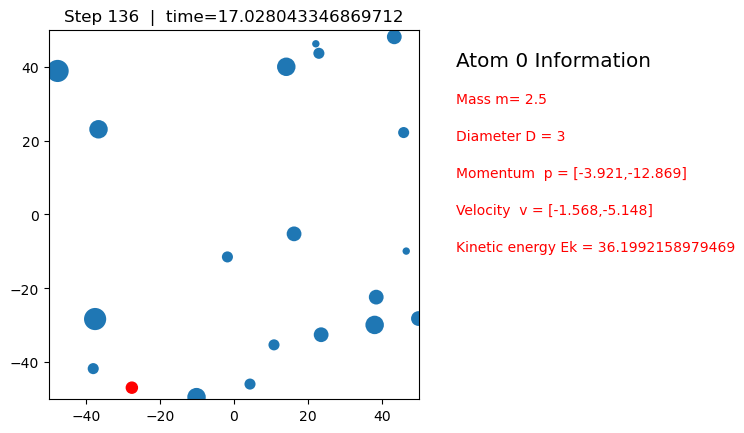 Step 136  |  time=17.028043346869712
Atom 0 Information
Mass m= 2.5
Diameter D = 3
Momentum  p = [-3.921,-12.869]
Velocity  v = [-1.568,-5.148]
Kinetic energy Ek = 36.1992158979469
40
20
0
−20
−40
−40
−20
0
20
40